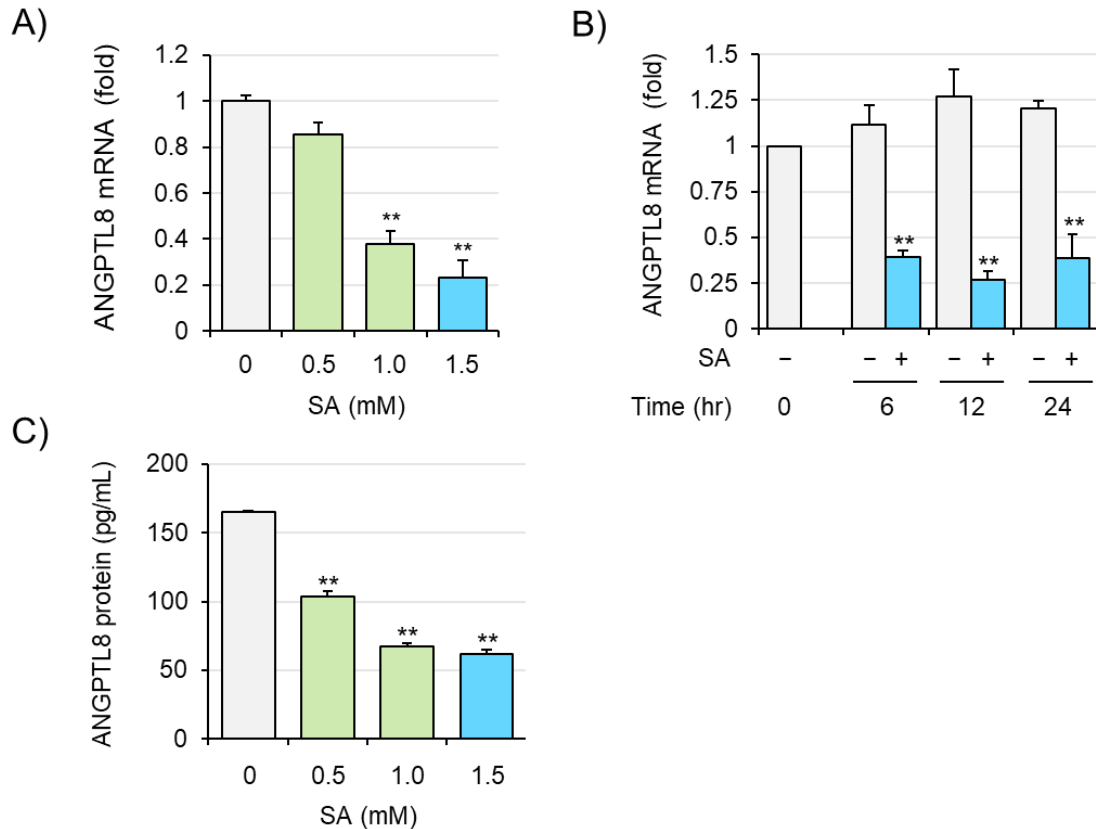 A)
ANGPTL8 mRNA (fold)
1.2
1
0.8
0.6
0.4
0.2
0
**
**
0 0.5 1.0 1.5
SA (mM)
B)
ANGPTL8 mRNA (fold)
1.5
1.25
1
0.75
0.5
0.25
0
**
**
**
SA − − + − + − +
Time (hr) 0 6 12 24
C)
ANGPTL8 protein (pg/mL)
200
150
100
50
0
**
**
**
0 0.5 1.0 1.5
SA (mM)